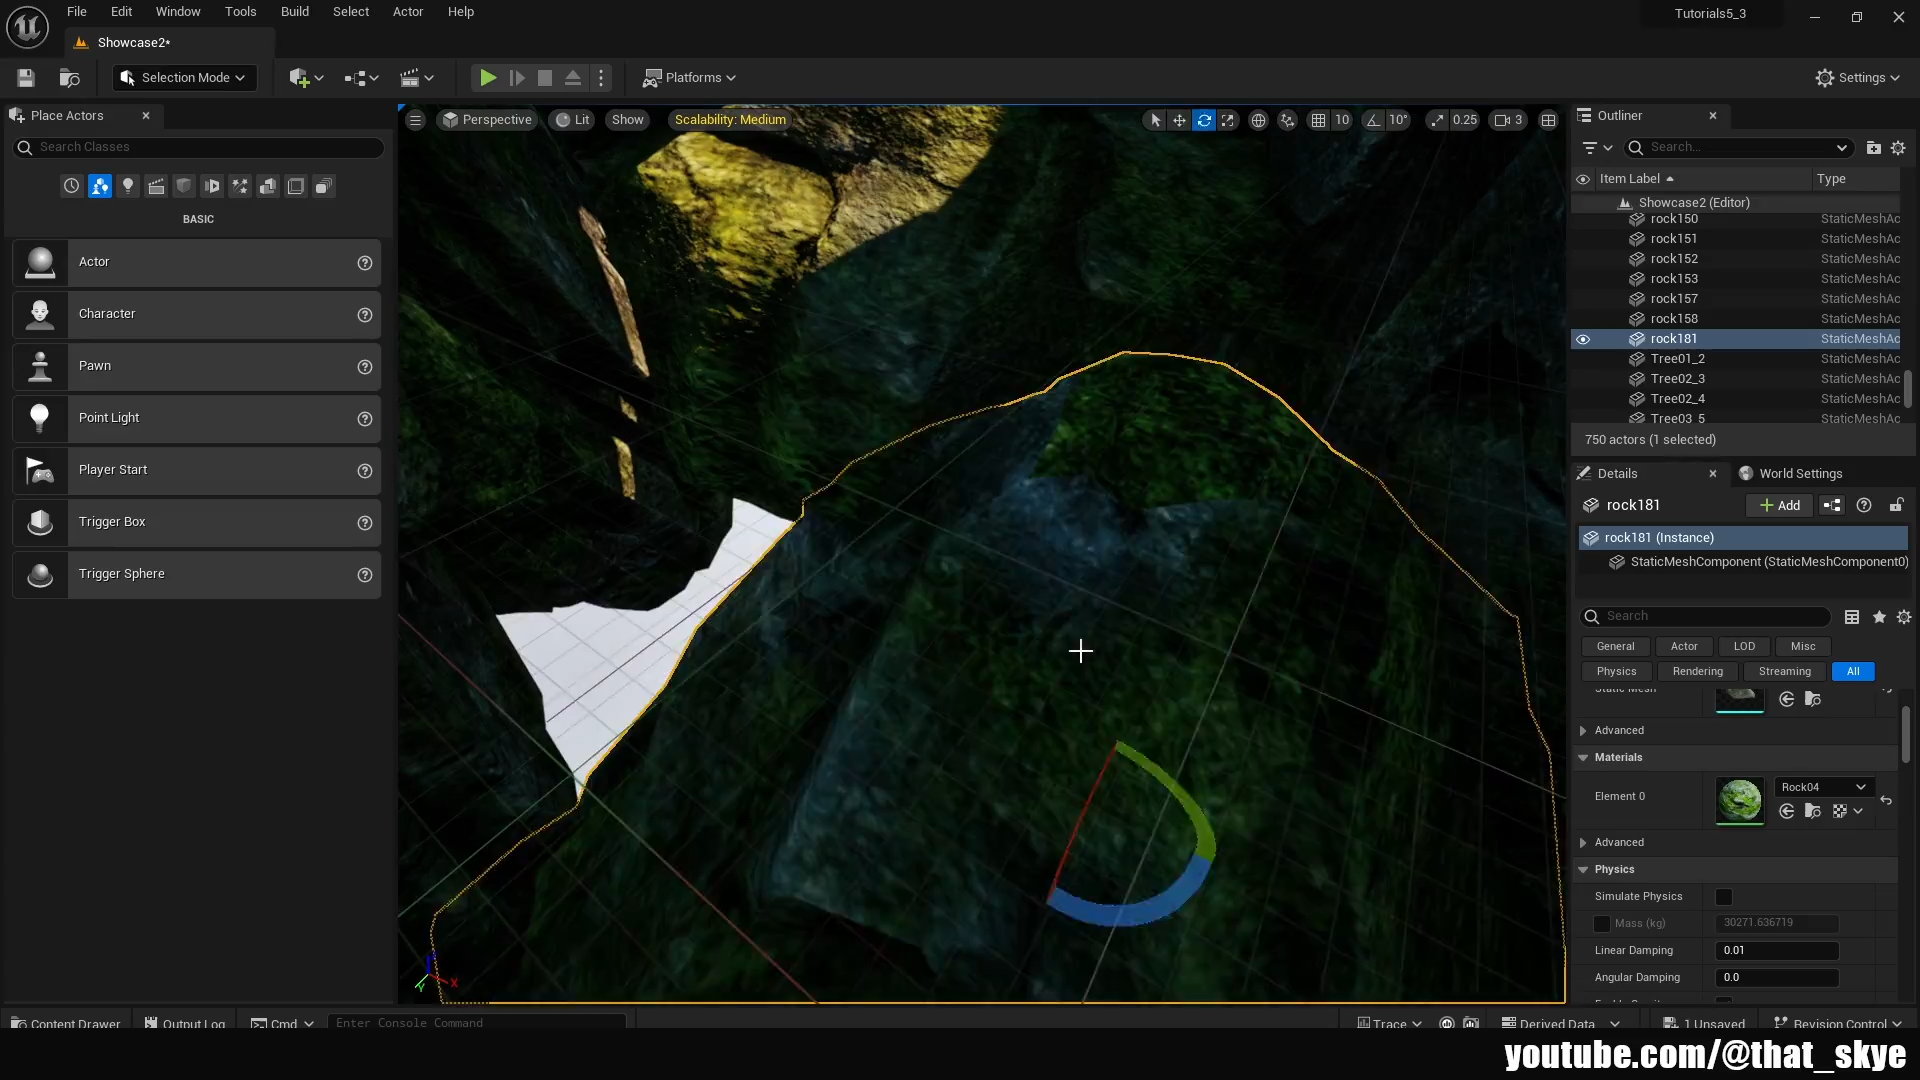 File Edit Window Tools Build Select Actor Help
Tutorials5_3
Showcase2*
Selection Mode
Platforms
Settings
Place Actors
Search Classes
BASIC
Actor
Character
Pawn
Point Light
Player Start
Trigger Box
Trigger Sphere
Perspective Lit Show Scalability: Medium
10 10° 0.25 3
Outliner
Search...
Item Label Type
Showcase2 (Editor)
rock150 StaticMeshAc
rock151 StaticMeshAc
rock152 StaticMeshAc
rock153 StaticMeshAc
rock157 StaticMeshAc
rock158 StaticMeshAc
rock181 StaticMeshAc
Tree01_2 StaticMeshAc
Tree02_3 StaticMeshAc
Tree02_4 StaticMeshAc
Tree03_5 StaticMeshAc
750 actors (1 selected)
Details World Settings
rock181 Add
rock181 (Instance)
StaticMeshComponent (StaticMeshComponent0)
Search
General Actor LOD Misc
Physics Rendering Streaming All
Static Mesh
Advanced
Materials
Element 0 Rock04
Advanced
Physics
Simulate Physics
Mass (kg) 30271.636719
Linear Damping 0.01
Angular Damping 0.0
X
Y
Content Drawer Output Log Cmd Enter Console Command
Trace Derived Data 1 Unsaved Revision Control
youtube.com/@that_skye